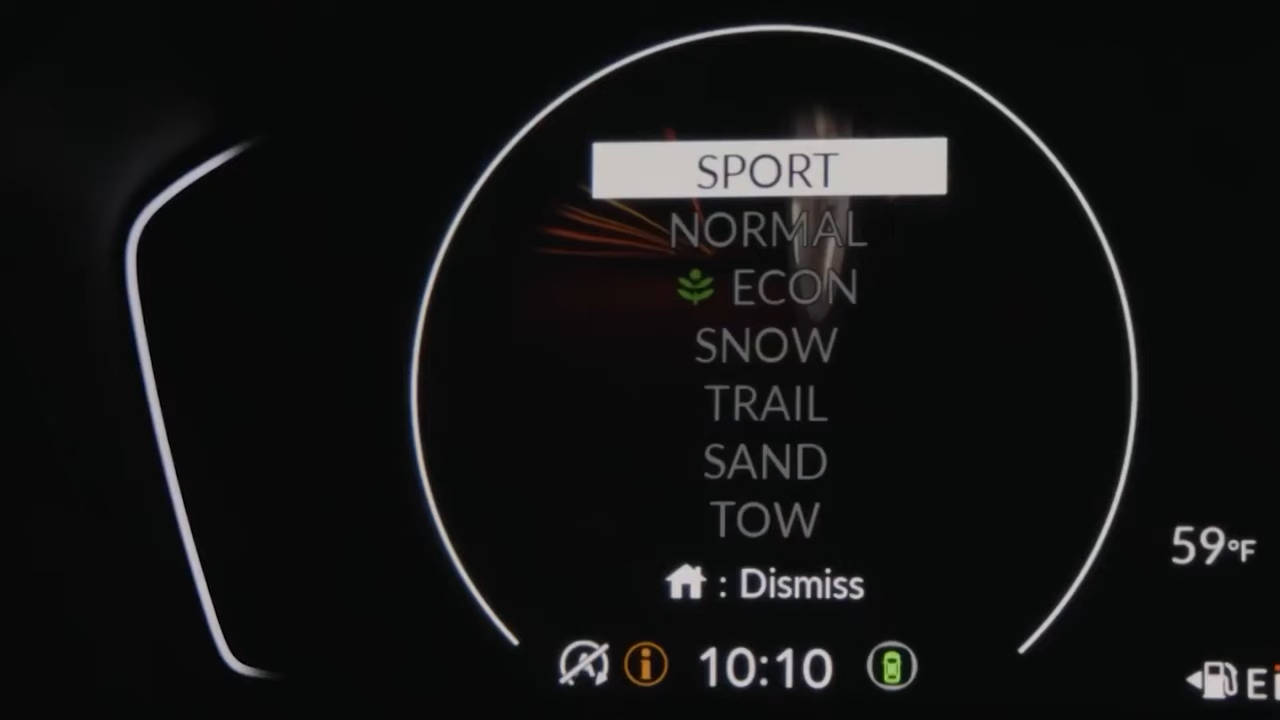 SPORT
NORMAL
ECON
SNOW
TRAIL
SAND
TOW
: Dismiss
59°F
10:10
E